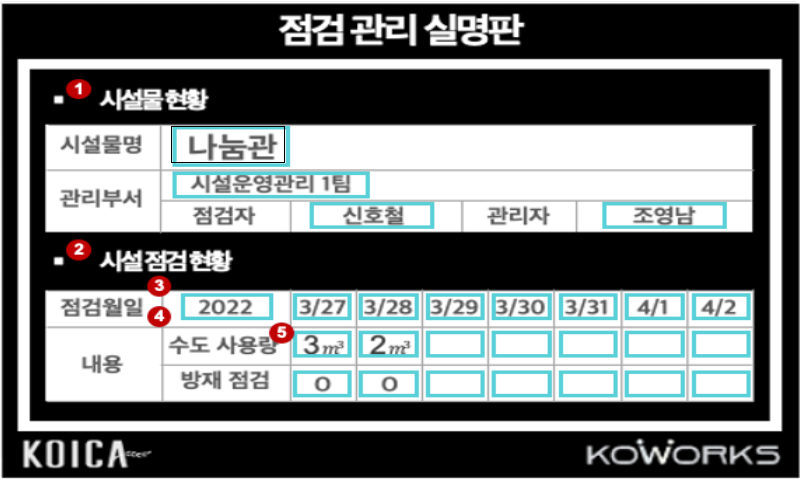 점검 관리 실명판
1 시설물 현황
시설물명 나눔관
관리부서 시설운영관리 1팀
점검자 신호철 관리자 조영남
2 시설 점검 현황
3
점검월일 2022 3/27 3/28 3/29 3/30 3/31 4/1 4/2
4
내용 수도 사용량 5 3㎥ 2㎥
방재 점검 O O
KOICA KOWORKS